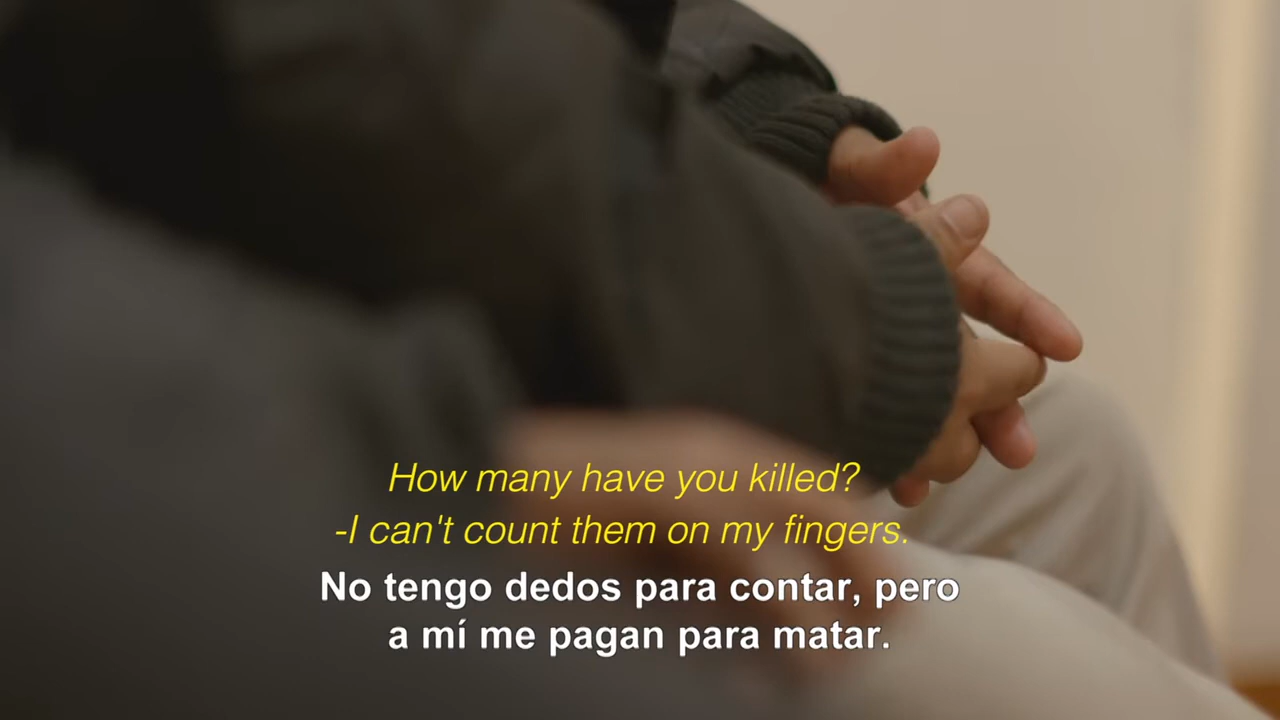 How many have you killed?
-I can't count them on my fingers.
No tengo dedos para contar, pero
a mí me pagan para matar.